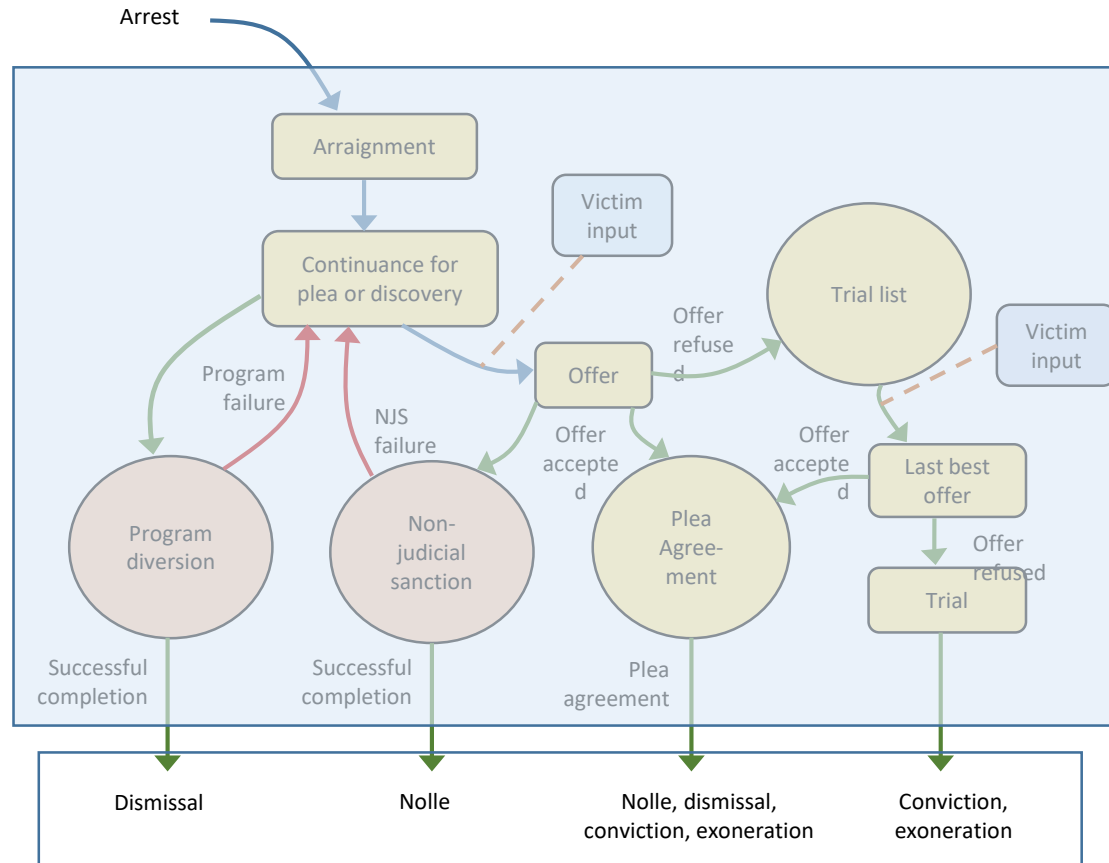 Arrest
Arraignment
Victim
input
Continuance for
plea or discovery
Trial list
Offer
refuse
d
Victim
input
Program
failure
Offer
NJS
failure
Offer
accepte
d
Offer
accepte
d
Last best
offer
Program
diversion
Non-
judicial
sanction
Plea
Agree-
ment
Offer
refused
Trial
Successful
completion
Successful
completion
Plea
agreement
Dismissal
Nolle
Nolle, dismissal,
conviction, exoneration
Conviction,
exoneration